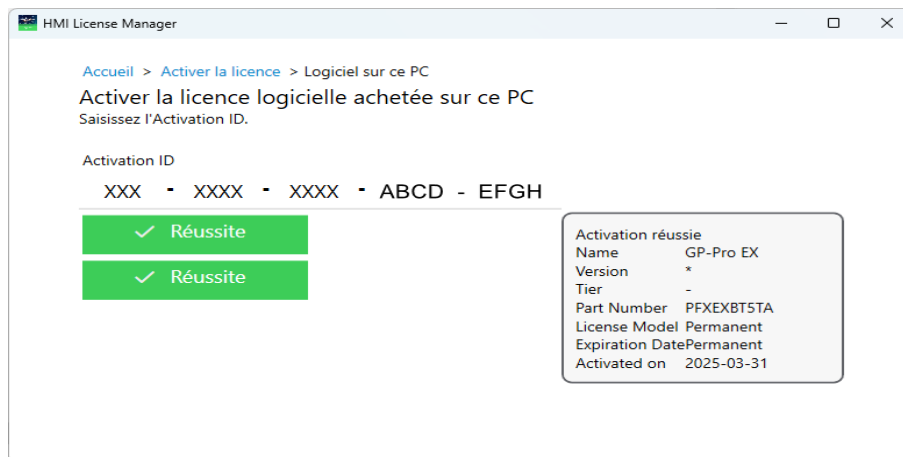 HMI License Manager
Accueil > Activer la licence > Logiciel sur ce PC
Activer la licence logicielle achetée sur ce PC
Saisissez l'Activation ID.
Activation ID
XXX - XXXX - XXXX - ABCD - EFGH
Réussite
Réussite
Activation réussie
Name GP-Pro EX
Version *
Tier -
Part Number PFXEXBT5TA
License Model Permanent
Expiration DatePermanent
Activated on 2025-03-31